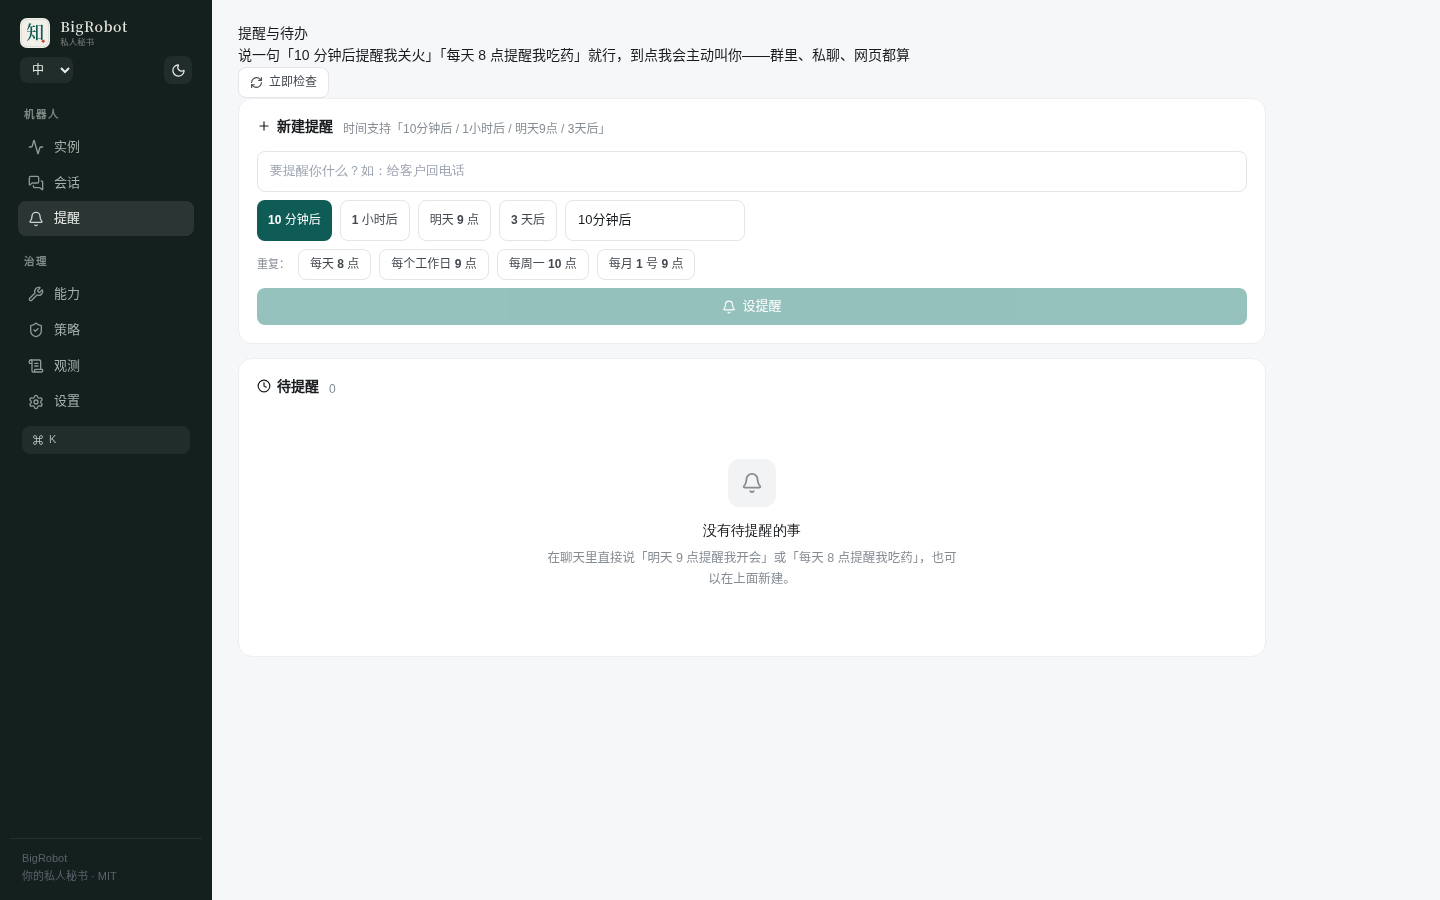 知
BigRobot
私人秘书
中
机器人
实例
会话
提醒
治理
能力
策略
观测
设置
⌘ K
BigRobot
你的私人秘书 · MIT
提醒与待办
说一句「10 分钟后提醒我关火」「每天 8 点提醒我吃药」就行，到点我会主动叫你——群里、私聊、网页都算
立即检查
新建提醒 时间支持「10分钟后 / 1小时后 / 明天9点 / 3天后」
要提醒你什么？如：给客户回电话
10 分钟后 1 小时后 明天 9 点 3 天后 10分钟后
重复： 每天 8 点 每个工作日 9 点 每周一 10 点 每月 1 号 9 点
设提醒
待提醒 0
没有待提醒的事
在聊天里直接说「明天 9 点提醒我开会」或「每天 8 点提醒我吃药」，也可
以在上面新建。